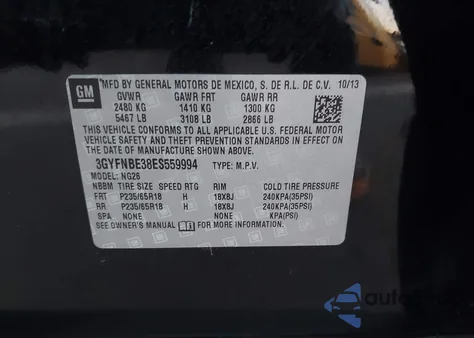 GM
MFD BY GENERAL MOTORS DE MEXICO, S. DE R.L. DE C.V. 10/13
GVWR GAWR FRT GAWR RR
2480 KG 1410 KG 1300 KG
5467 LB 3108 LB 2866 LB
THIS VEHICLE CONFORMS TO ALL APPLICABLE U.S. FEDERAL MOTOR
VEHICLE SAFETY, BUMPER, AND THEFT PREVENTION STANDARDS IN
EFFECT ON THE DATE OF MANUFACTURE SHOWN ABOVE.
3GYFNBE38ES559994 TYPE: M.P.V.
MODEL: NG26
NBBM TIRE SIZE SPEED RTG RIM COLD TIRE PRESSURE
FRT P235/65R18 H 18X8J 240KPA(35PSI)
RR P235/65R18 H 18X8J 240KPA(35PSI)
SPA NONE NONE KPA(PSI)
SEE OWNER'S MANUAL FOR MORE INFORMATION.